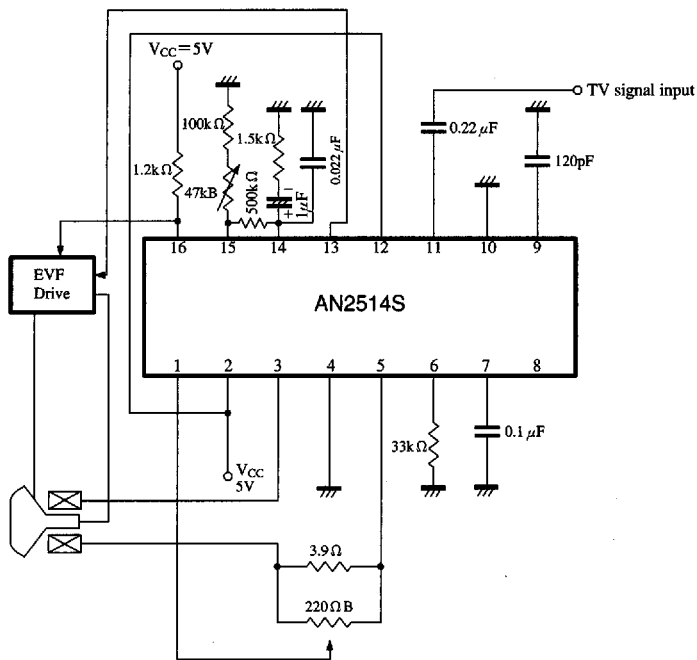 VCC=5V
TV signal input
100kΩ
1.5kΩ
0.022μF
0.22μF
120pF
1.2kΩ
47kB
500kΩ
−
+
1μF
16 15 14 13 12 11 10 9
EVF
Drive
AN2514S
1 2 3 4 5 6 7 8
33kΩ
0.1μF
VCC
5V
3.9Ω
220ΩB